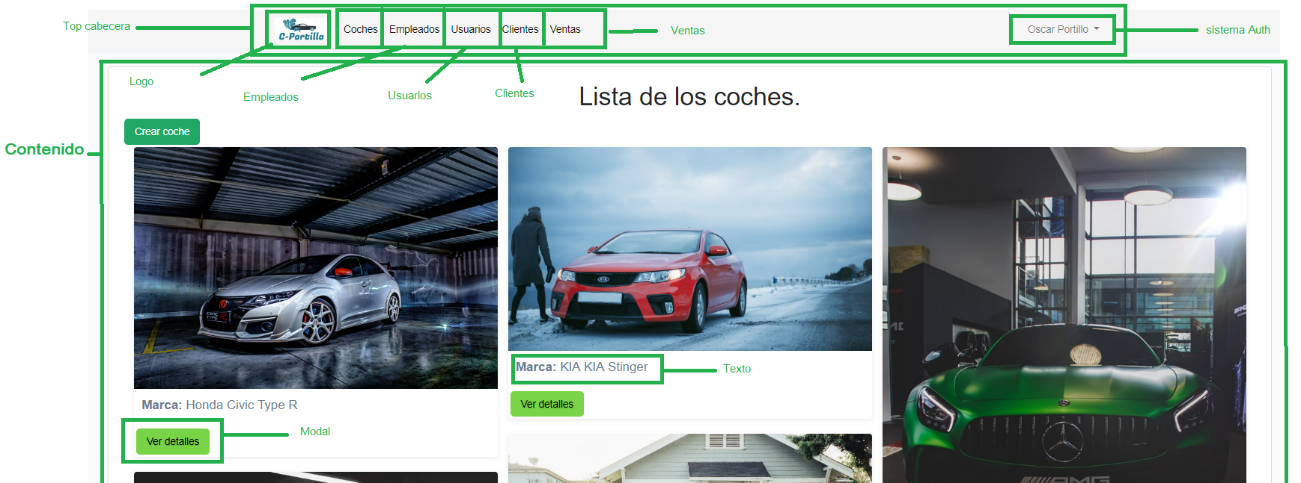 Top cabecera
C-Portillo
Coches
Empleados
Usuarios
Clientes
Ventas
Ventas
Oscar Portillo
sistema Auth
Logo
Empleados
Usuarios
Clientes
Lista de los coches.
Contenido
Crear coche
Marca: KIA KIA Stinger
Texto
Ver detalles
Marca: Honda Civic Type R
Ver detalles
Modal
AMG